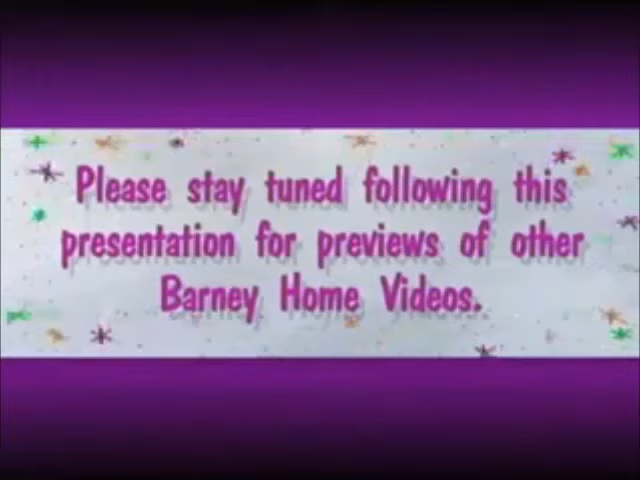 Please stay tuned following this
presentation for previews of other
Barney Home Videos.